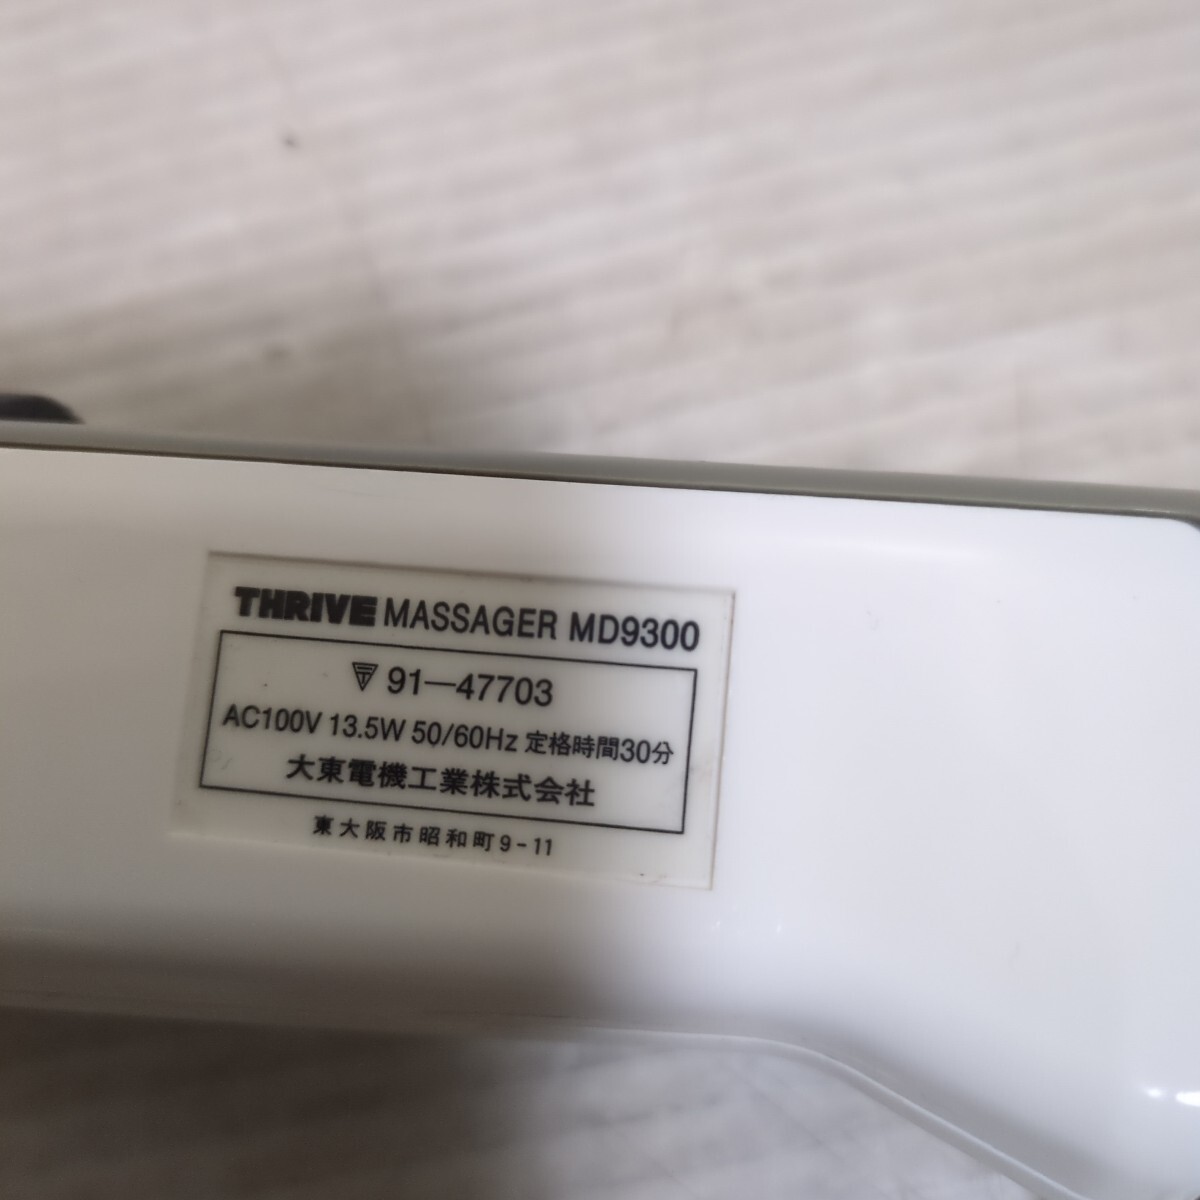 THRIVE MASSAGER MD9300
91-47703
AC100V 13.5W 50/60Hz 定格時間30分
大東電機工業株式会社
東大阪市昭和町9-11